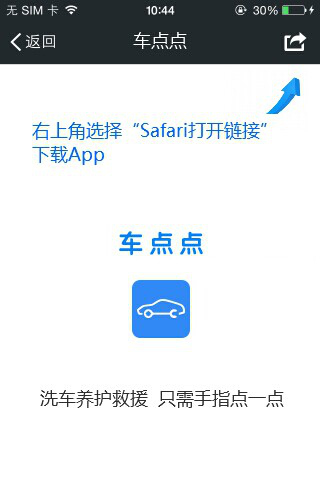 无 SIM 卡 10:44 30%
返回 车点点
右上角选择“Safari打开链接”
下载App
车点点
洗车养护救援 只需手指点一点